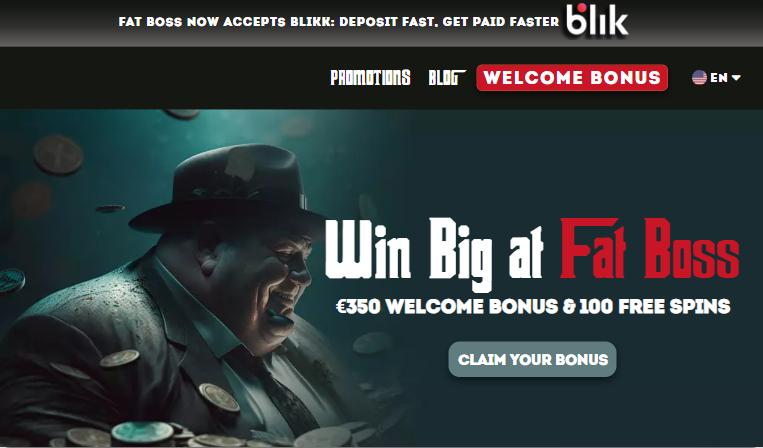 FAT BOSS NOW ACCEPTS BLIKK: DEPOSIT FAST, GET PAID FASTER blik
PROMOTIONS BLOG WELCOME BONUS EN
Win Big at Fat Boss
€350 WELCOME BONUS & 100 FREE SPINS
CLAIM YOUR BONUS